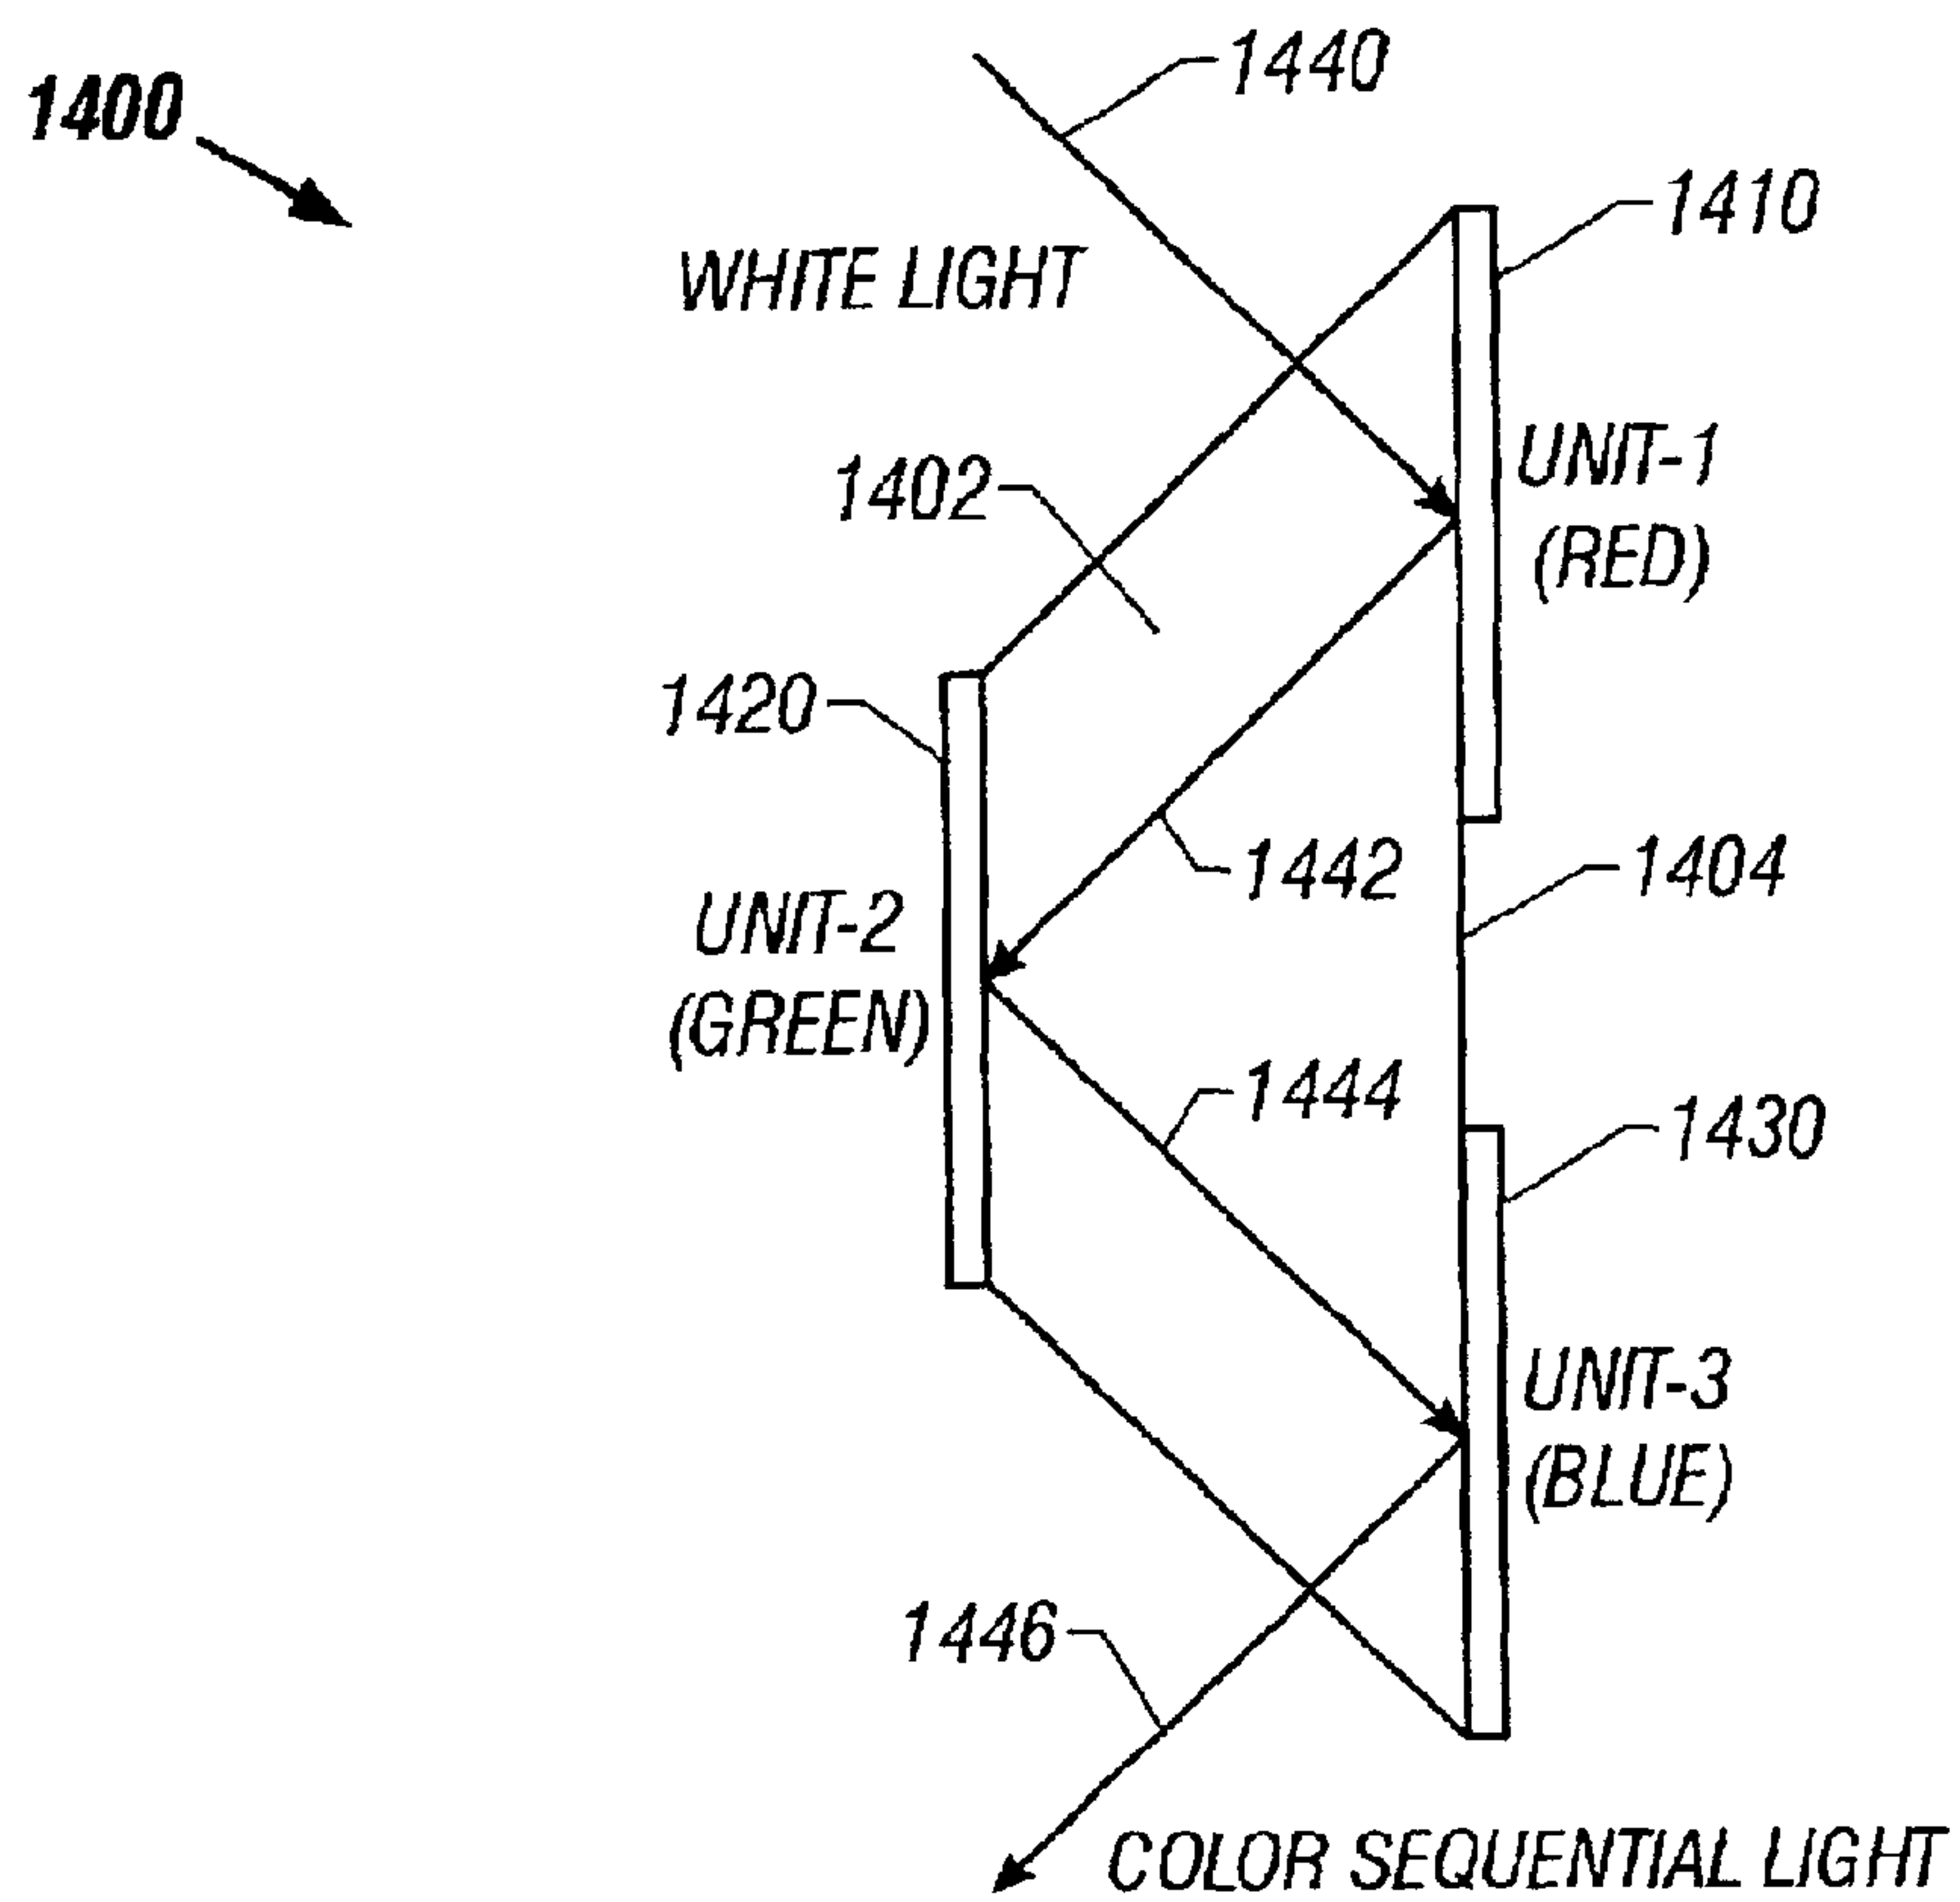 1400
1440
1410
WHITE LIGHT
UNIT-1
(RED)
1402
1420
1442
1404
UNIT-2
(GREEN)
1444
1430
UNIT-3
(BLUE)
1446
COLOR SEQUENTIAL LIGHT